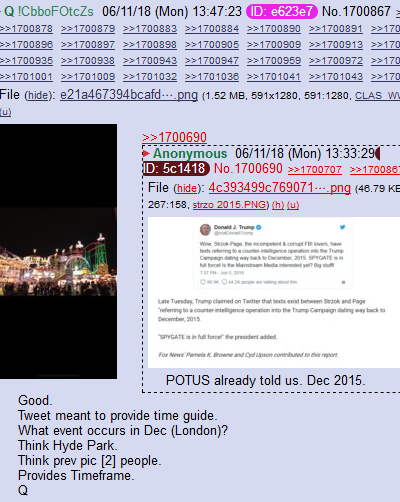 Q !CbboFOtcZs 06/11/18 (Mon) 13:47:23 ID: e623e7 No.1700867
>>1700878 >>1700879 >>1700883 >>1700884 >>1700890 >>1700891
>>1700896 >>1700897 >>1700898 >>1700905 >>1700909 >>1700913
>>1700935 >>1700938 >>1700943 >>1700947 >>1700959 >>1700972
>>1701001 >>1701009 >>1701032 >>1701036 >>1701041 >>1701043
File (hide): e21a467394bcafd⋯.png (1.52 MB, 591x1280, 591:1280, CLAS
(u)
>>1700690
Anonymous 06/11/18 (Mon) 13:33:29
ID: 5c1418 No.1700690 >>1700707 >>170086
File (hide): 4c393499c769071⋯.png (46.79 KB
267:158, strzo 2015.PNG) (h) (u)
Donald J. Trump
@realDonaldTrump
Wow, Strzok-Page, the incompetent & corrupt FBI lovers, have
texts referring to a counter-intelligence operation into the Trump
Campaign dating way back to December, 2015. SPYGATE is in
full force! Is the Mainstream Media interested yet? Big stuff!
7:37 PM - Jun 5, 2018
people are talking about this
Late Tuesday, Trump claimed on Twitter that texts exist between Strzok and Page
"referring to a counter-intelligence operation into the Trump Campaign dating way back to
December, 2015.
"SPYGATE is in full force!" the president added.
Fox News' Pamela K. Browne and Cyd Upson contributed to this report.
POTUS already told us. Dec 2015.
Good.
Tweet meant to provide time guide.
What event occurs in Dec (London)?
Think Hyde Park.
Think prev pic [2] people.
Provides Timeframe.
Q